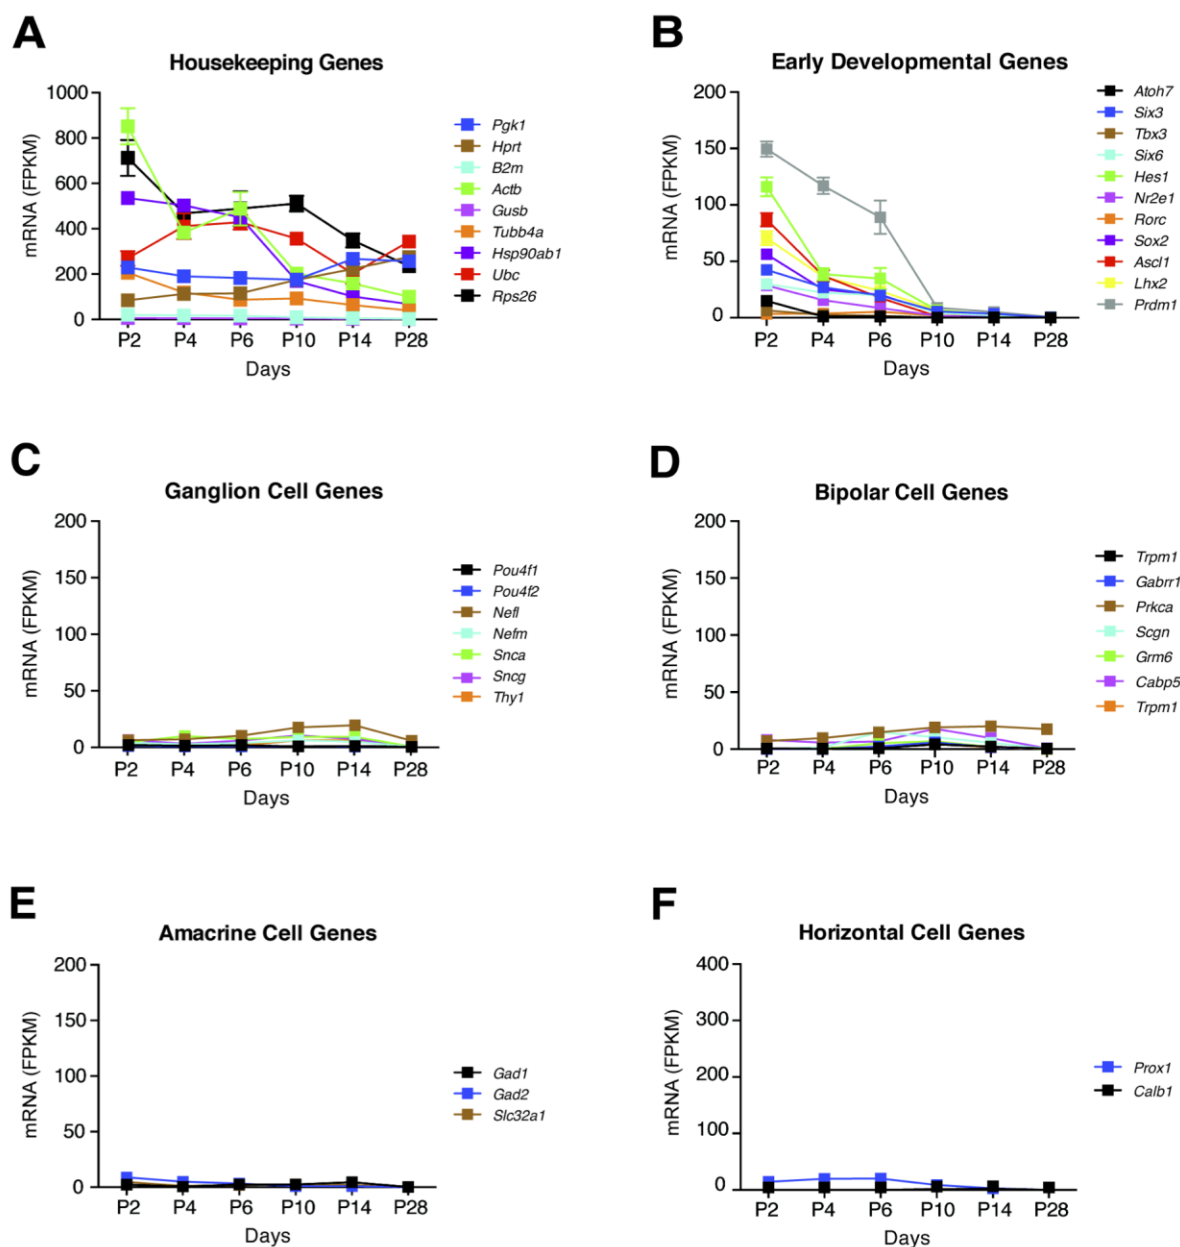 A
Housekeeping Genes
mRNA (FPKM)
1000
800
600
400
200
0
P2 P4 P6 P10 P14 P28
Days
Pgk1
Hprt
B2m
Actb
Gusb
Tubb4a
Hsp90ab1
Ubc
Rps26
B
Early Developmental Genes
mRNA (FPKM)
200
150
100
50
0
P2 P4 P6 P10 P14 P28
Days
Atoh7
Six3
Tbx3
Six6
Hes1
Nr2e1
Rorc
Sox2
Ascl1
Lhx2
Prdm1
C
Ganglion Cell Genes
mRNA (FPKM)
200
150
100
50
0
P2 P4 P6 P10 P14 P28
Days
Pou4f1
Pou4f2
Nefl
Nefm
Snca
Sncg
Thy1
D
Bipolar Cell Genes
mRNA (FPKM)
200
150
100
50
0
P2 P4 P6 P10 P14 P28
Days
Trpm1
Gabrr1
Prkca
Scgn
Grm6
Cabp5
Trpm1
E
Amacrine Cell Genes
mRNA (FPKM)
200
150
100
50
0
P2 P4 P6 P10 P14 P28
Days
Gad1
Gad2
Slc32a1
F
Horizontal Cell Genes
mRNA (FPKM)
400
300
200
100
0
P2 P4 P6 P10 P14 P28
Days
Prox1
Calb1